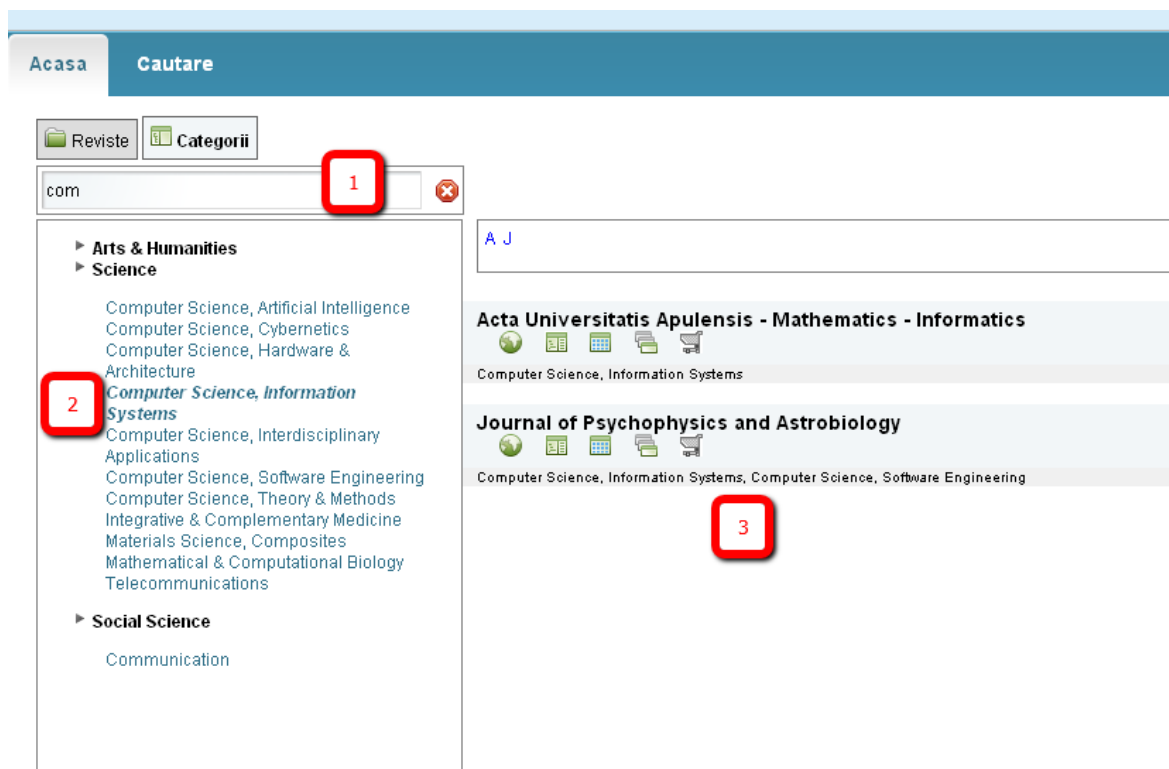 Acasa Cautare
Reviste Categorii
com
1
Arts & Humanities
Science
Computer Science, Artificial Intelligence
Computer Science, Cybernetics
Computer Science, Hardware &
Architecture
2
Computer Science, Information
Systems
Computer Science, Interdisciplinary
Applications
Computer Science, Software Engineering
Computer Science, Theory & Methods
Integrative & Complementary Medicine
Materials Science, Composites
Mathematical & Computational Biology
Telecommunications
Social Science
Communication
A J
Acta Universitatis Apulensis - Mathematics - Informatics
Computer Science, Information Systems
Journal of Psychophysics and Astrobiology
Computer Science, Information Systems, Computer Science, Software Engineering
3